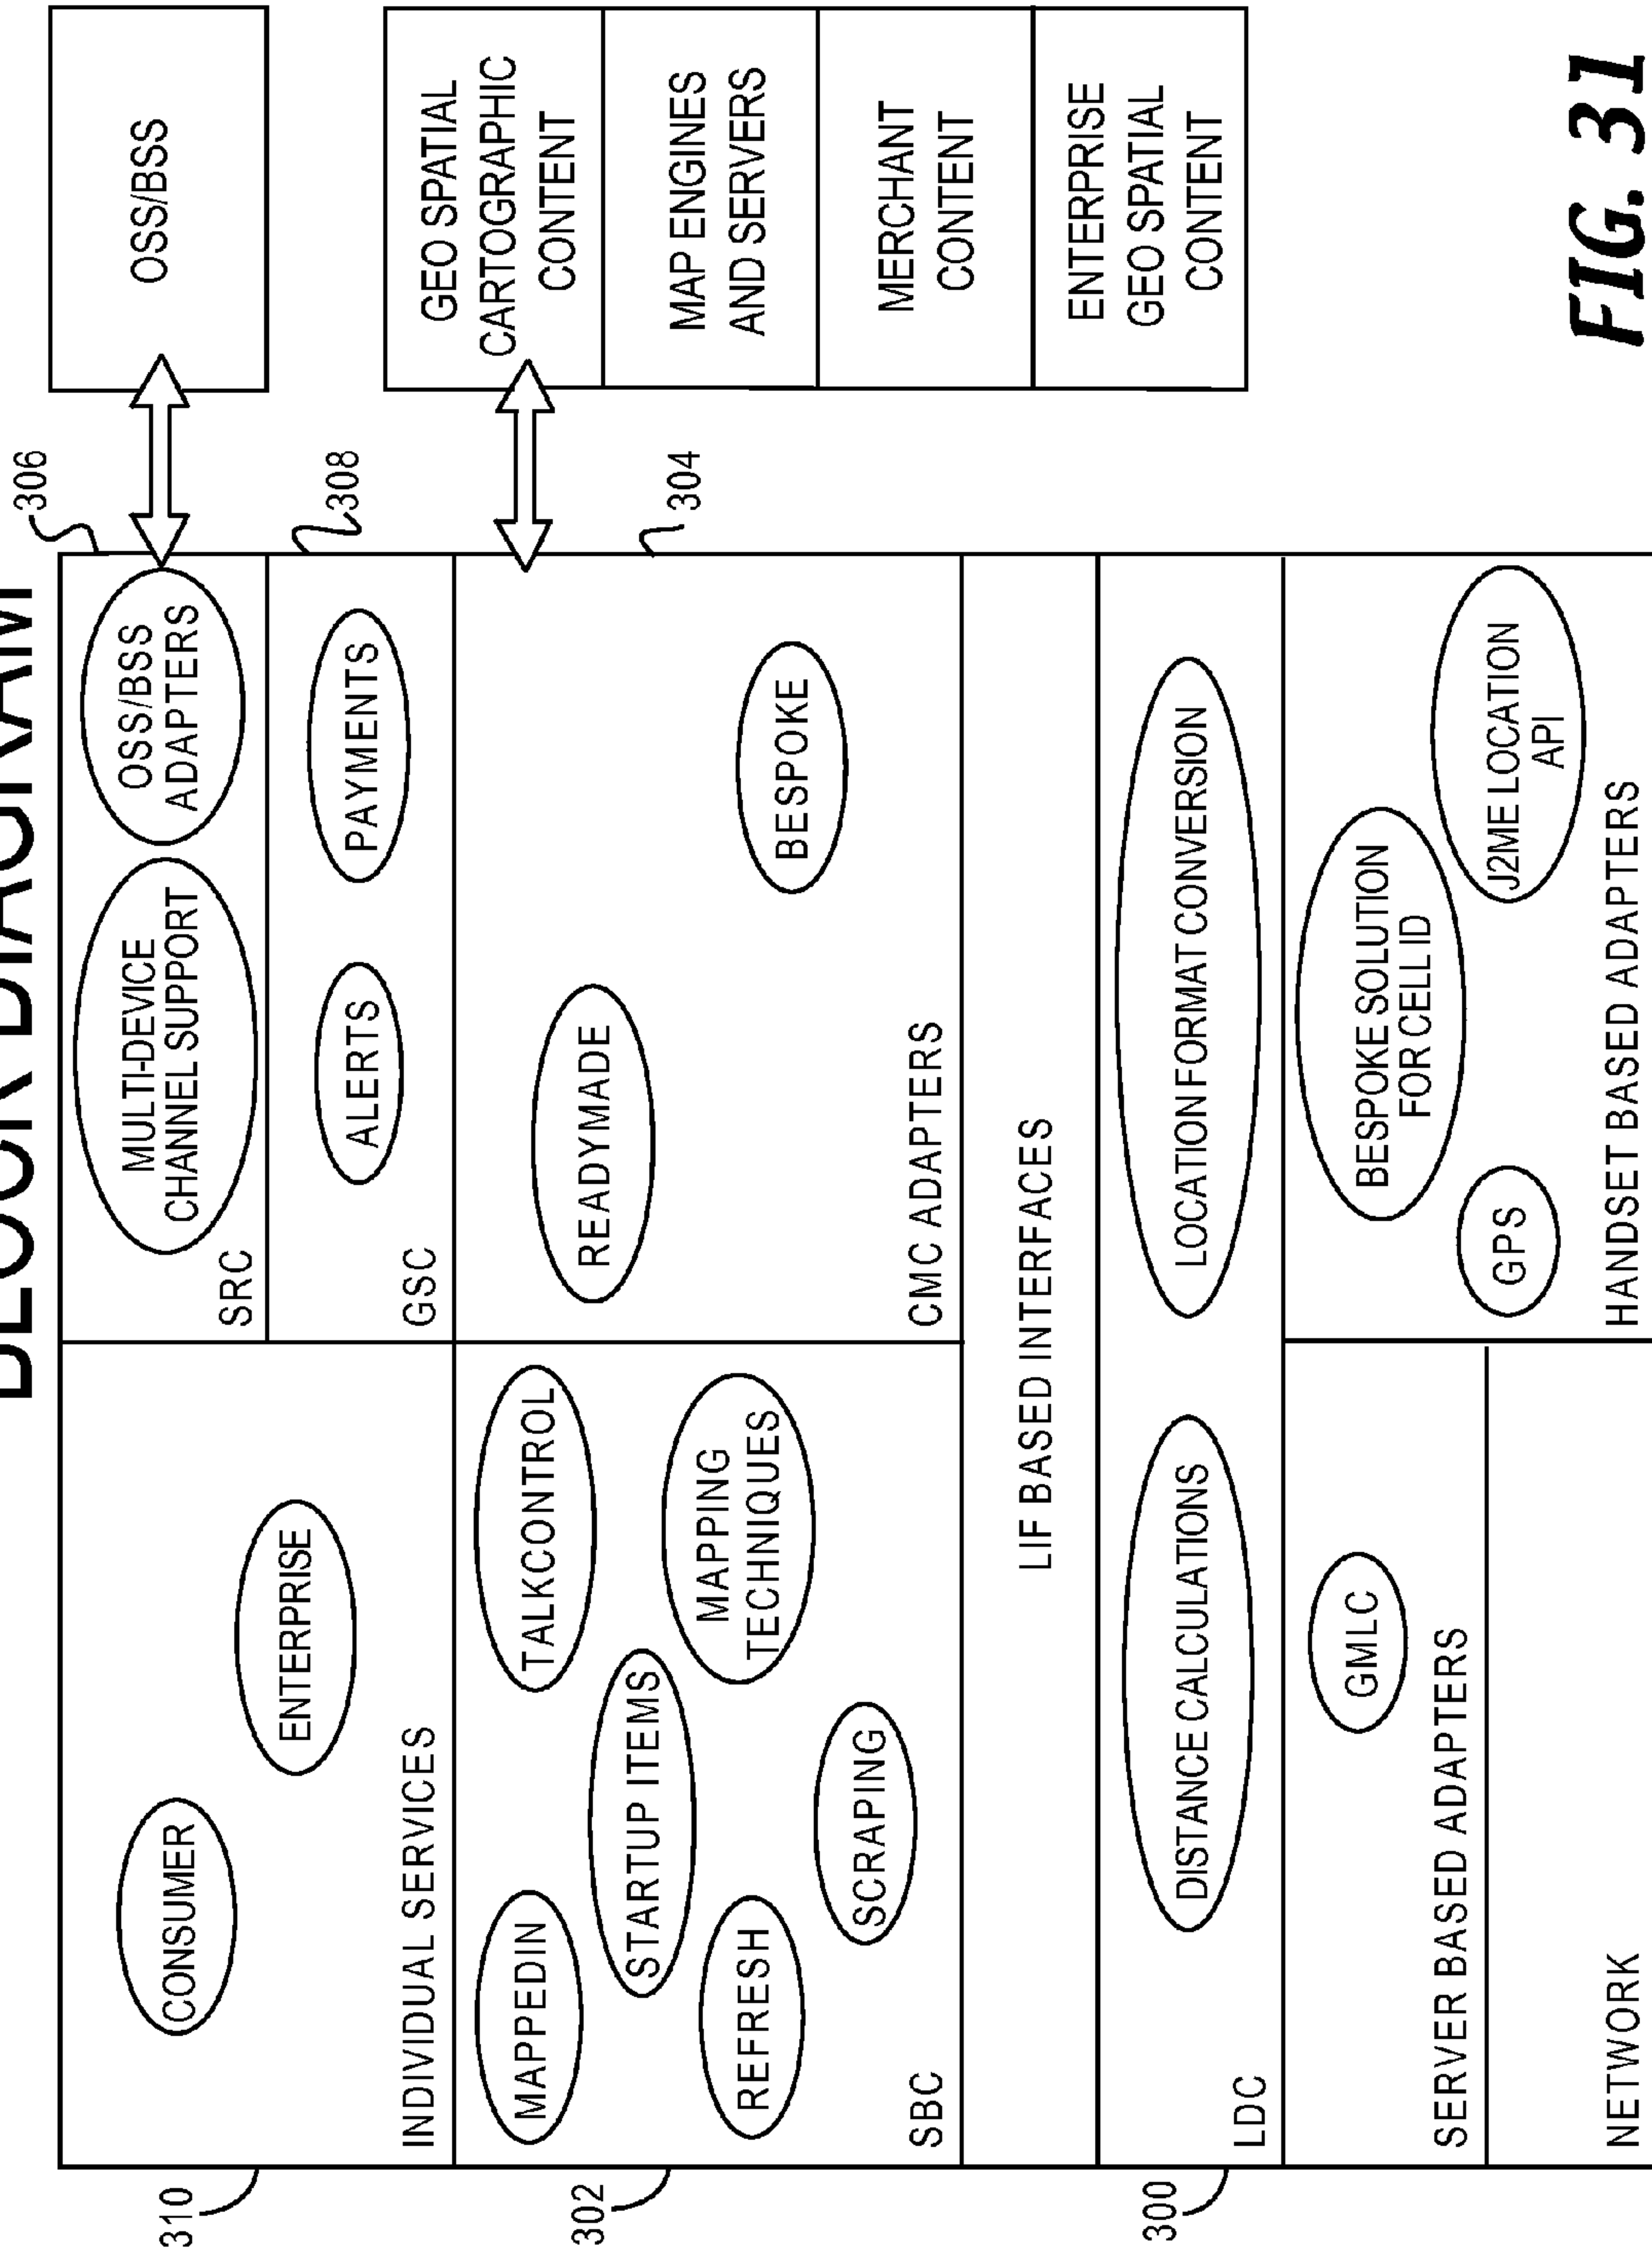 BLOCK DIAGRAM
310
302
300
CONSUMER
ENTERPRISE
INDIVIDUAL SERVICES
MULTI-DEVICE
CHANNEL SUPPORT
OSS/BSS
ADAPTERS
SRC
306
OSS/BSS
ALERTS
PAYMENTS
GSC
308
MAPPEDIN
TALKCONTROL
STARTUP ITEMS
MAPPING
TECHNIQUES
REFRESH
SCRAPING
SBC
READYMADE
BESPOKE
CMC ADAPTERS
304
GEO SPATIAL
CARTOGRAPHIC
CONTENT
MAP ENGINES
AND SERVERS
MERCHANT
CONTENT
ENTERPRISE
GEO SPATIAL
CONTENT
LIF BASED INTERFACES
DISTANCE CALCULATIONS
LOCATION FORMAT CONVERSION
LDC
GMLC
SERVER BASED ADAPTERS
NETWORK
BESPOKE SOLUTION
FOR CELL ID
GPS
J2ME LOCATION
API
HANDSET BASED ADAPTERS
FIG. 31